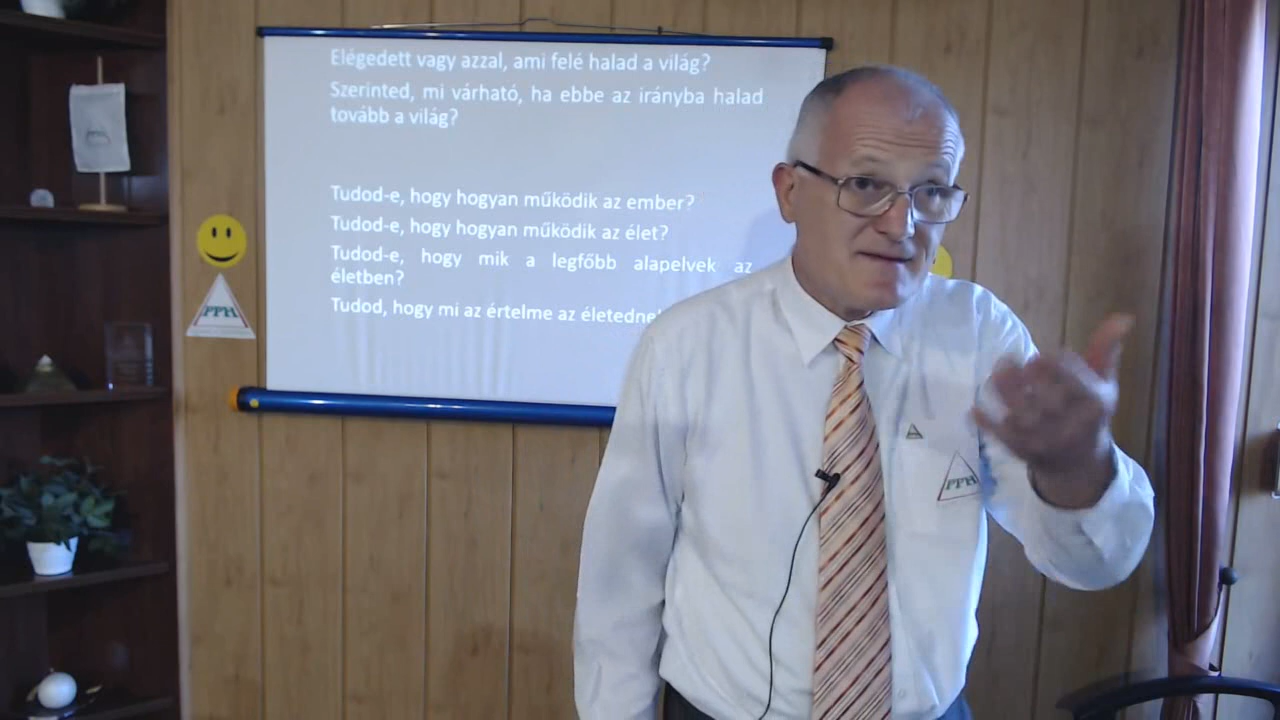 Elégedett vagy azzal, ami felé halad a világ?
Szerinted, mi várható, ha ebbe az irányba halad
tovább a világ?
Tudod-e, hogy hogyan működik az ember?
Tudod-e, hogy hogyan működik az élet?
Tudod-e, hogy mik a legfőbb alapelvek az
életben?
Tudod, hogy mi az értelme az
PPH
PPH